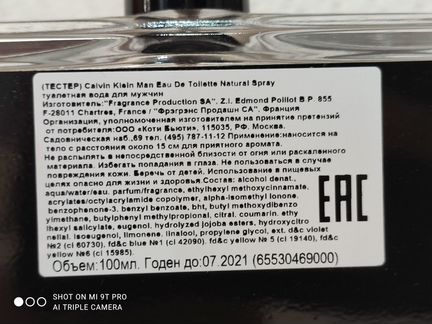 (ТЕСТЕР) Calvin Klein Man Eau De Toilette Natural Spray
туалетная вода для мужчин
Изготовитель:"Fragrance Production SA". Z.I. Edmond Poillot B.P. 855
F-28011 Chartres, France / "Фрэгрэнс Продашн СА", Франция
Организация, уполномоченная изготовителем на принятие претензий
от потребителя:ООО «Коти Бьюти», 115035, РФ, Москва.
Садовническая наб.,69 тел. (495) 787-11-12 Применение:наносится на
тело с расстояния около 15 см для приятного аромата.
Не распылять в непосредственной близости от огня или раскаленного
материала. Избегать попадания в глаза. Не наносить на поврежденную
кожу. Беречь от детей. Использование в пищевых
целях опасно для жизни и здоровья.Состав: alcohol denat.,
aqua/water/eau. parfum/fragrance, ethylhexyl methoxycinnamate,
acrylates/octylacrylamide copolymer, alpha-isomethyl ionone,
benzophenone-3, benzyl benzoate, bht, butyl methoxydibenzo
ylmethane, butylphenyl methylpropional, citral, coumarin, ethy
lhexyl salicylate, eugenol, hydrolyzed jojoba esters, hydroxycitro
nellal, isoeugenol, limonene, linalool, propylene glycol, ext. d&c violet
no2 (ci 60730), fd&c blue №1 (ci 42090). fd&c yellow № 5 (ci 19140), fd&c
yellow №6 (ci 15985).
EAC
Объем:100мл. Годен до:07.2021 (65530469000)
SHOT ON MI 9T PRO
AI TRIPLE CAMERA